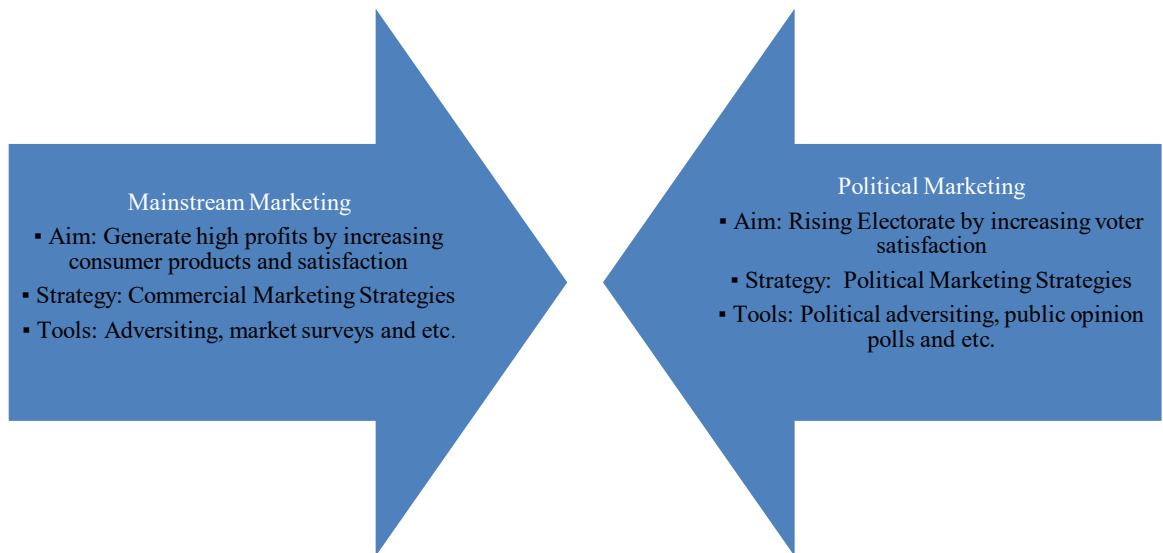 Mainstream Marketing
▪ Aim: Generate high profits by increasing
consumer products and satisfaction
▪ Strategy: Commercial Marketing Strategies
▪ Tools: Adversiting, market surveys and etc.
Political Marketing
▪ Aim: Rising Electorate by increasing voter
satisfaction
▪ Strategy:  Political Marketing Strategies
▪ Tools: Political adversiting, public opinion
polls and etc.